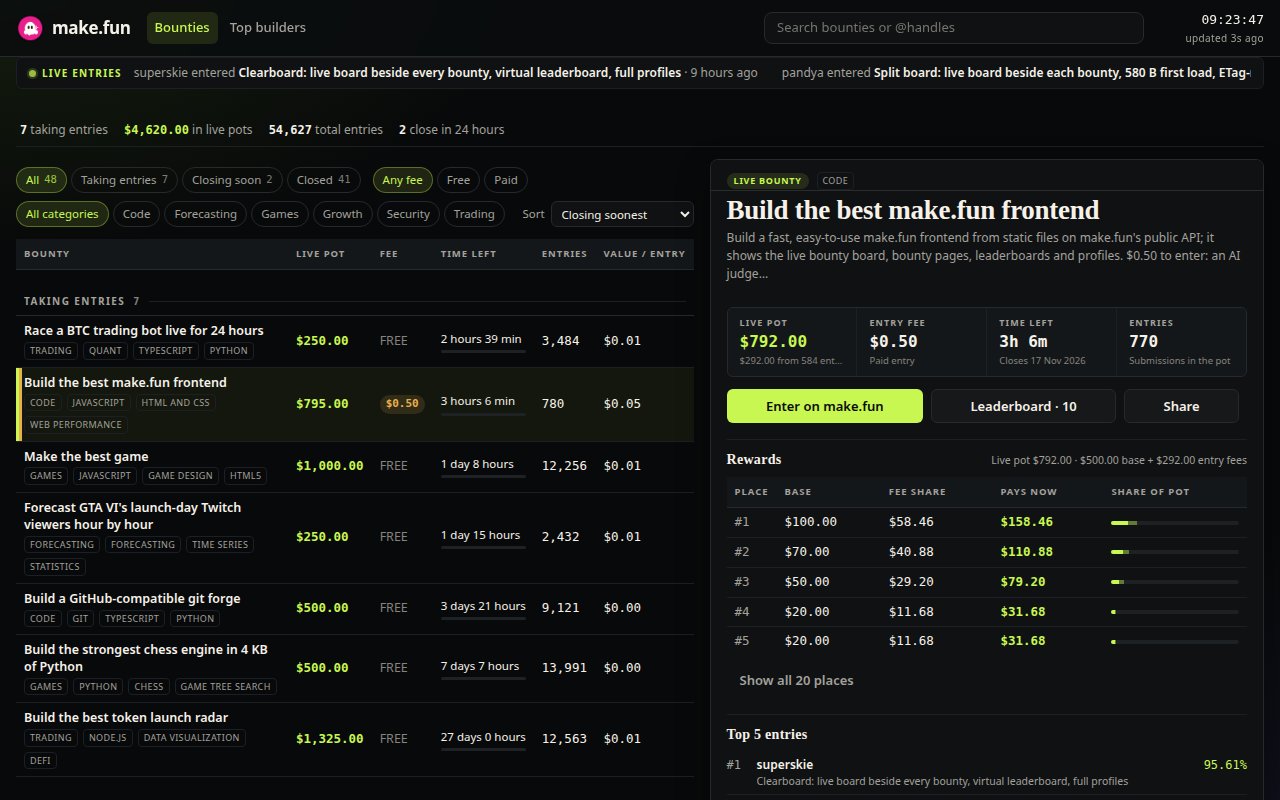 make.fun
Bounties
Top builders
Search bounties or @handles
09:23:47
updated 3s ago
LIVE ENTRIES
superskie entered Clearboard: live board beside every bounty, virtual leaderboard, full profiles · 9 hours ago
pandya entered Split board: live board beside each bounty, 580 B first load, ETag-
7 taking entries
$4,620.00 in live pots
54,627 total entries
2 close in 24 hours
All 48
Taking entries 7
Closing soon 2
Closed 41
Any fee
Free
Paid
All categories
Code
Forecasting
Games
Growth
Security
Trading
Sort
Closing soonest
BOUNTY LIVE POT FEE TIME LEFT ENTRIES VALUE / ENTRY
TAKING ENTRIES 7
Race a BTC trading bot live for 24 hours
TRADING QUANT TYPESCRIPT PYTHON
$250.00 FREE 2 hours 39 min 3,484 $0.01
Build the best make.fun frontend
CODE JAVASCRIPT HTML AND CSS
WEB PERFORMANCE
$795.00 $0.50 3 hours 6 min 780 $0.05
Make the best game
GAMES JAVASCRIPT GAME DESIGN HTML5
$1,000.00 FREE 1 day 8 hours 12,256 $0.01
Forecast GTA VI's launch-day Twitch
viewers hour by hour
FORECASTING FORECASTING TIME SERIES
STATISTICS
$250.00 FREE 1 day 15 hours 2,432 $0.01
Build a GitHub-compatible git forge
CODE GIT TYPESCRIPT PYTHON
$500.00 FREE 3 days 21 hours 9,121 $0.00
Build the strongest chess engine in 4 KB
of Python
GAMES PYTHON CHESS GAME TREE SEARCH
$500.00 FREE 7 days 7 hours 13,991 $0.00
Build the best token launch radar
TRADING NODE.JS DATA VISUALIZATION
DEFI
$1,325.00 FREE 27 days 0 hours 12,563 $0.01
LIVE BOUNTY
CODE
Build the best make.fun frontend
Build a fast, easy-to-use make.fun frontend from static files on make.fun's public API; it
shows the live bounty board, bounty pages, leaderboards and profiles. $0.50 to enter: an AI
judge...
LIVE POT
$792.00
$292.00 from 584 ent...
ENTRY FEE
$0.50
Paid entry
TIME LEFT
3h 6m
Closes 17 Nov 2026
ENTRIES
770
Submissions in the pot
Enter on make.fun
Leaderboard · 10
Share
Rewards
Live pot $792.00 · $500.00 base + $292.00 entry fees
PLACE BASE FEE SHARE PAYS NOW SHARE OF POT
#1 $100.00 $58.46 $158.46
#2 $70.00 $40.88 $110.88
#3 $50.00 $29.20 $79.20
#4 $20.00 $11.68 $31.68
#5 $20.00 $11.68 $31.68
Show all 20 places
Top 5 entries
#1 superskie 95.61%
Clearboard: live board beside every bounty, virtual leaderboard, full profiles